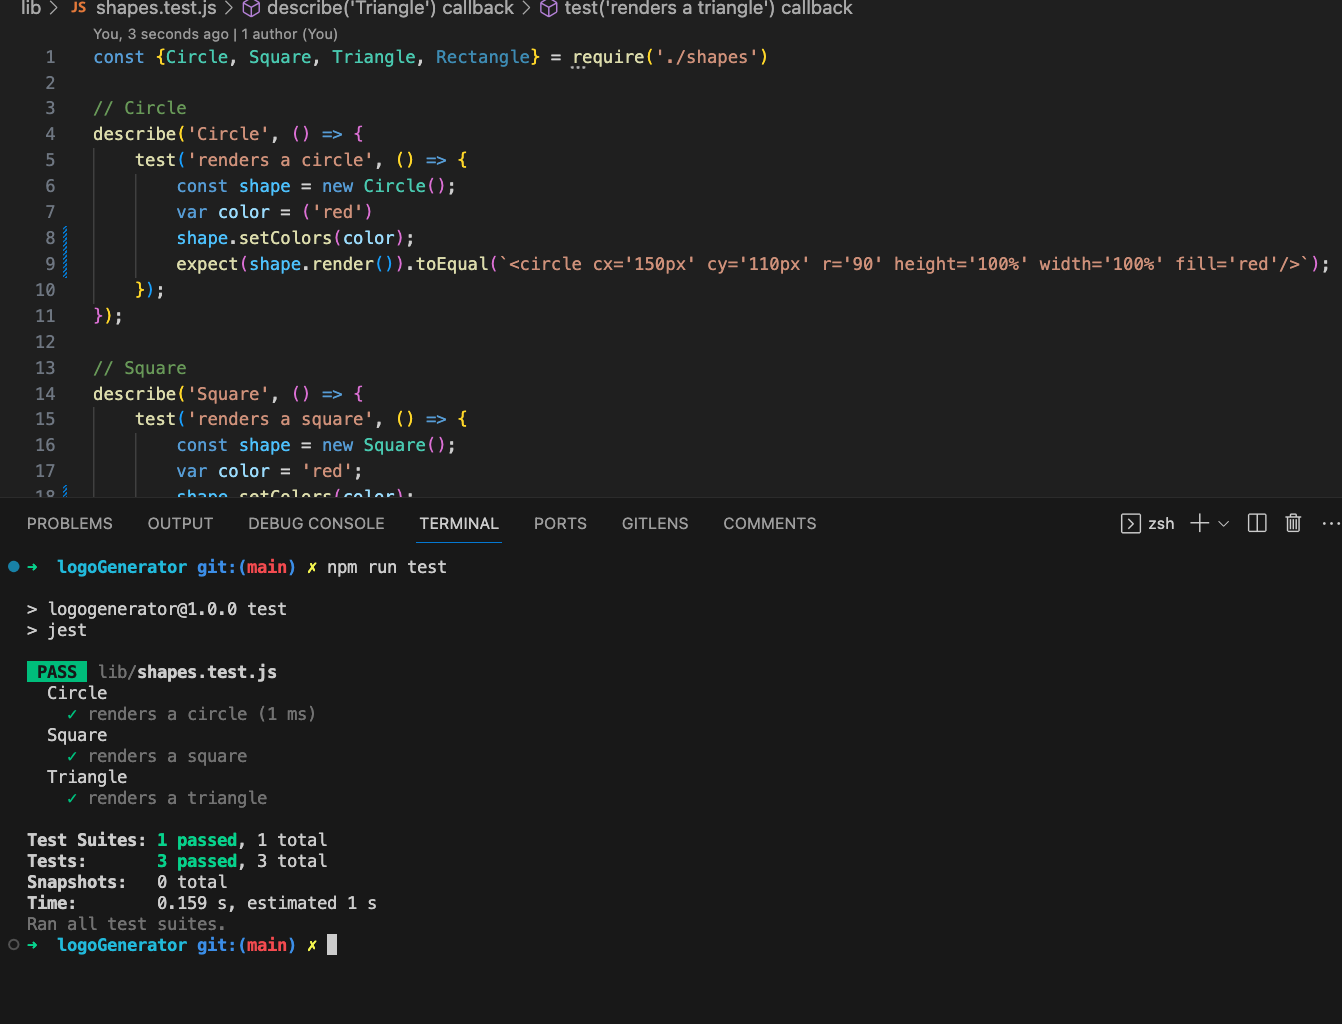 lib > JS shapes.test.js > describe('Triangle') callback > test('renders a triangle') callback
You, 3 seconds ago | 1 author (You)
1 const {Circle, Square, Triangle, Rectangle} = require('./shapes')
2
3 // Circle
4 describe('Circle', () => {
5 test('renders a circle', () => {
6 const shape = new Circle();
7 var color = ('red')
8 shape.setColors(color);
9 expect(shape.render()).toEqual(`<circle cx='150px' cy='110px' r='90' height='100%' width='100%' fill='red'/>`);
10 });
11 });
12
13 // Square
14 describe('Square', () => {
15 test('renders a square', () => {
16 const shape = new Square();
17 var color = 'red';
18 shape.setColors(color);
PROBLEMS OUTPUT DEBUG CONSOLE TERMINAL PORTS GITLENS COMMENTS zsh
➜ logoGenerator git:(main) ✗ npm run test
> logogenerator@1.0.0 test
> jest
PASS lib/shapes.test.js
Circle
✓ renders a circle (1 ms)
Square
✓ renders a square
Triangle
✓ renders a triangle
Test Suites: 1 passed, 1 total
Tests: 3 passed, 3 total
Snapshots: 0 total
Time: 0.159 s, estimated 1 s
Ran all test suites.
➜ logoGenerator git:(main) ✗